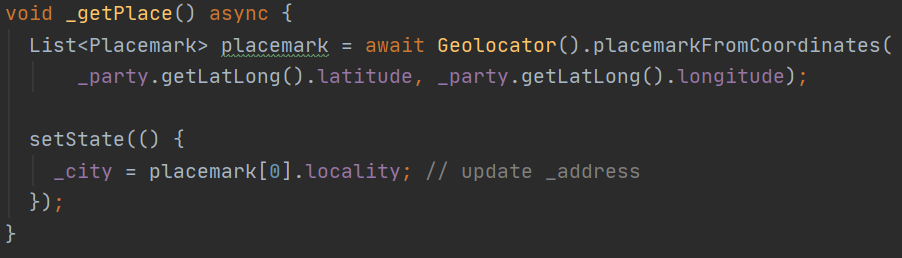 void _getPlace() async {
  List<Placemark> placemark = await Geolocator().placemarkFromCoordinates(
      _party.getLatLong().latitude, _party.getLatLong().longitude);

  setState(() {
    _city = placemark[0].locality; // update _address
  });
}